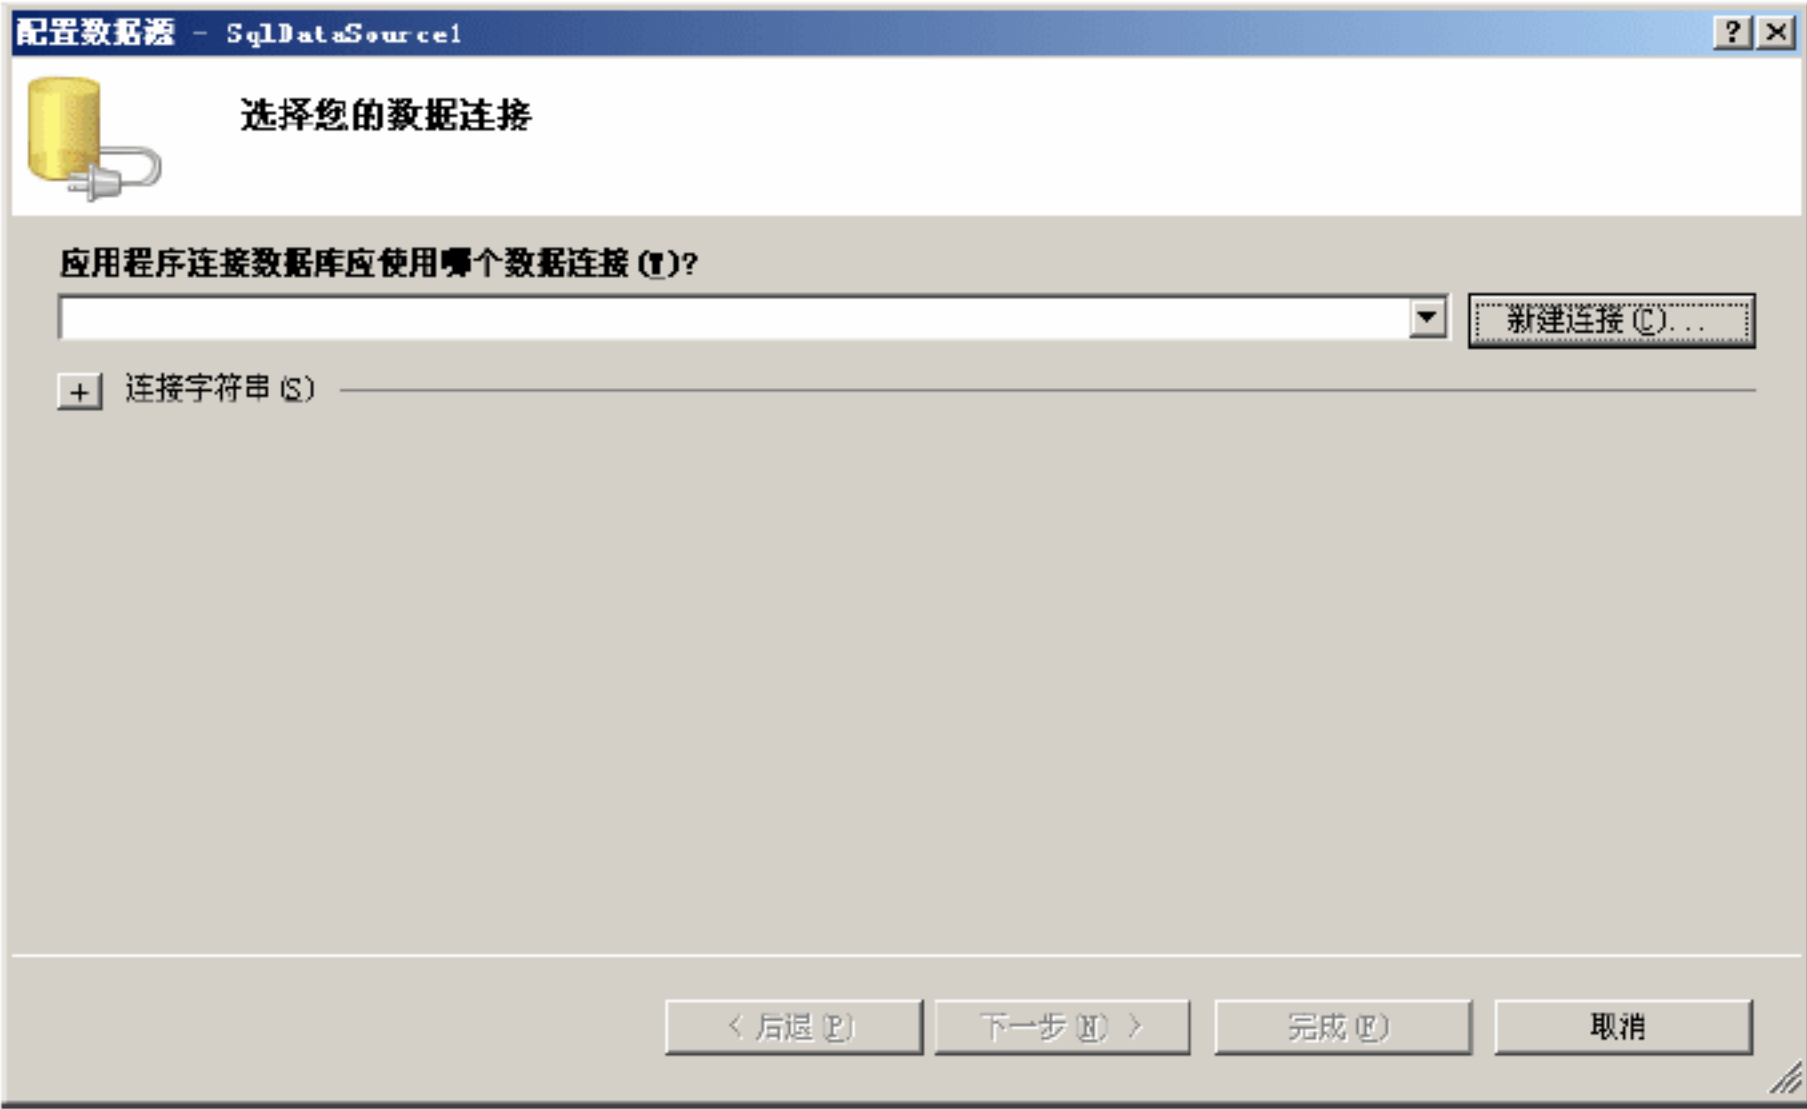 配置数据源 - SqlDataSource1
选择您的数据连接
应用程序连接数据库应使用哪个数据连接(T)?
新建连接(C)...
+ 连接字符串(S)
< 后退(P)
下一步(N) >
完成(F)
取消